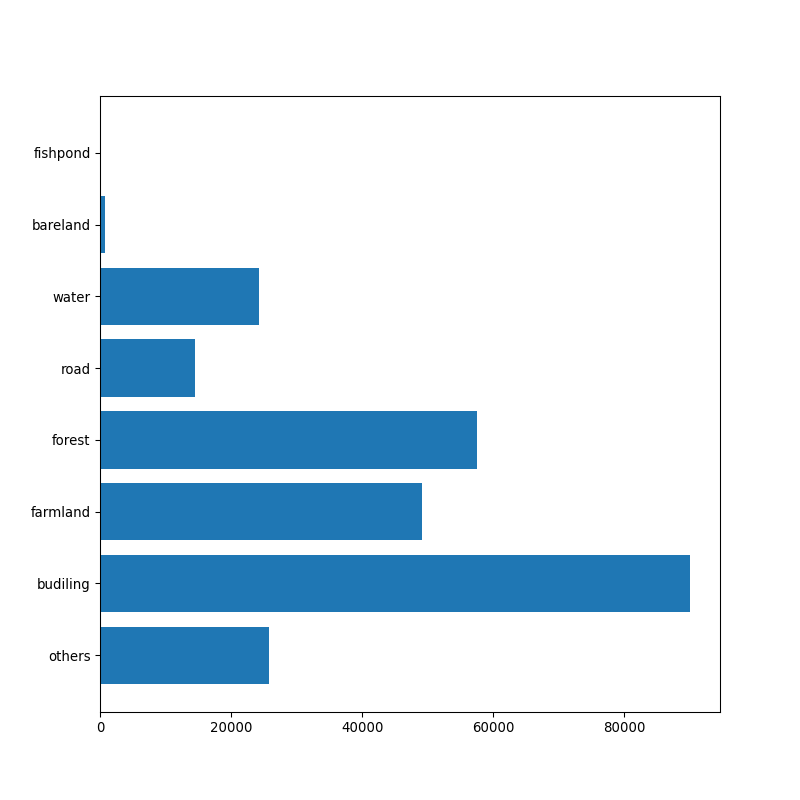 fishpond
bareland
water
road
forest
farmland
budiling
others
0 20000 40000 60000 80000